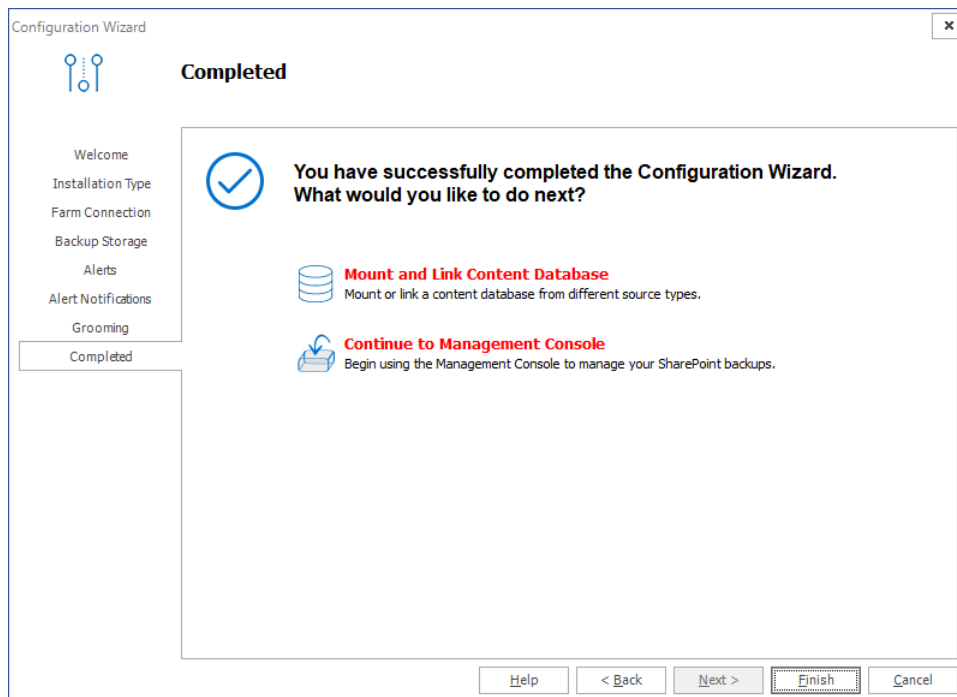 Configuration Wizard
Completed
Welcome
Installation Type
Farm Connection
Backup Storage
Alerts
Alert Notifications
Grooming
Completed
You have successfully completed the Configuration Wizard.
What would you like to do next?
Mount and Link Content Database
Mount or link a content database from different source types.
Continue to Management Console
Begin using the Management Console to manage your SharePoint backups.
Help
< Back
Next >
Finish
Cancel